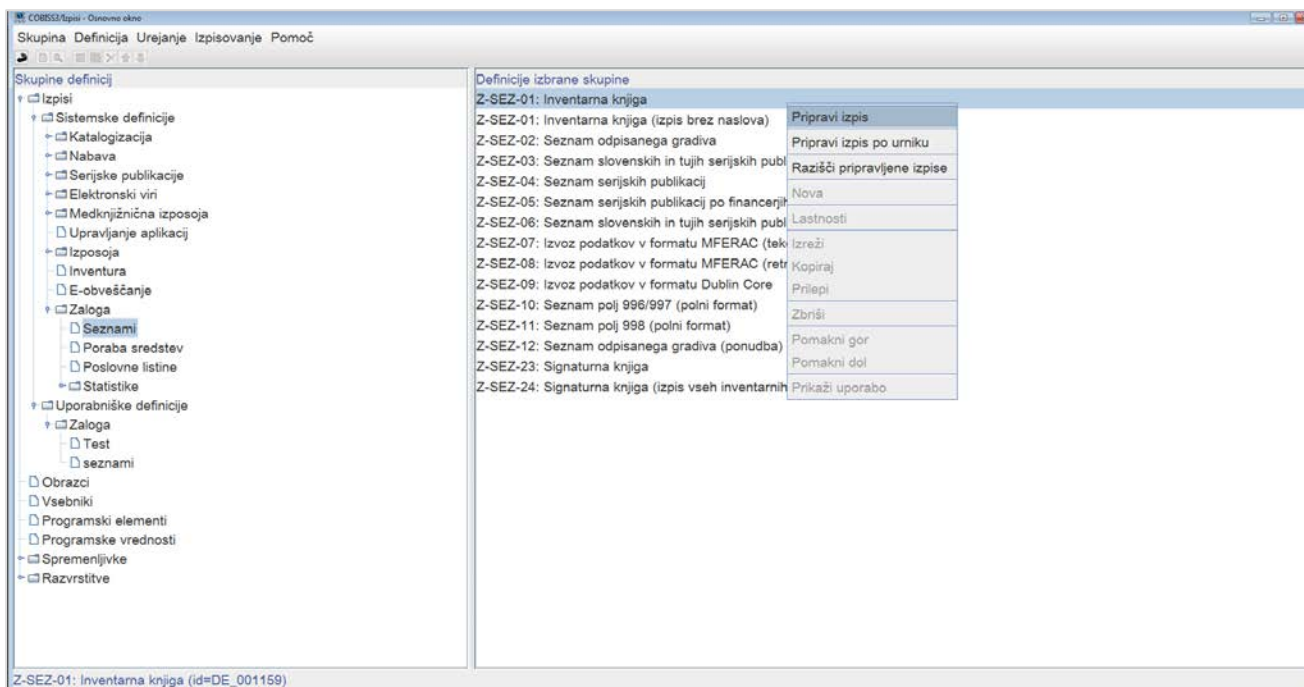 COBISS3/Izpisi - Osnovno okno
Skupina Definicija Urejanje Izpisovanje Pomoč
Skupine definicij
Izpisi
Sistemske definicije
Katalogizacija
Nabava
Serijske publikacije
Elektronski viri
Medknjižnična izposoja
Upravljanje aplikacij
Izposoja
Inventura
E-obveščanje
Zaloga
Seznami
Poraba sredstev
Poslovne listine
Statistike
Uporabniške definicije
Zaloga
Test
seznami
Obrazci
Vsebniki
Programski elementi
Programske vrednosti
Spremenljivke
Razvrstitve
Definicije izbrane skupine
Z-SEZ-01: Inventarna knjiga
Z-SEZ-01: Inventarna knjiga (izpis brez naslova)
Z-SEZ-02: Seznam odpisanega gradiva
Z-SEZ-03: Seznam slovenskih in tujih serijskih publ
Z-SEZ-04: Seznam serijskih publikacij
Z-SEZ-05: Seznam serijskih publikacij po financerjih
Z-SEZ-06: Seznam slovenskih in tujih serijskih publ
Z-SEZ-07: Izvoz podatkov v formatu MFERAC (tek
Z-SEZ-08: Izvoz podatkov v formatu MFERAC (retr
Z-SEZ-09: Izvoz podatkov v formatu Dublin Core
Z-SEZ-10: Seznam polj 996/997 (polni format)
Z-SEZ-11: Seznam polj 998 (polni format)
Z-SEZ-12: Seznam odpisanega gradiva (ponudba)
Z-SEZ-23: Signaturna knjiga
Z-SEZ-24: Signaturna knjiga (izpis vseh inventarnih
Pripravi izpis
Pripravi izpis po urniku
Razišči pripravljene izpise
Nova
Lastnosti
Izreži
Kopiraj
Prilepi
Zbriši
Pomakni gor
Pomakni dol
Prikaži uporabo
Z-SEZ-01: Inventarna knjiga (id=DE_001159)